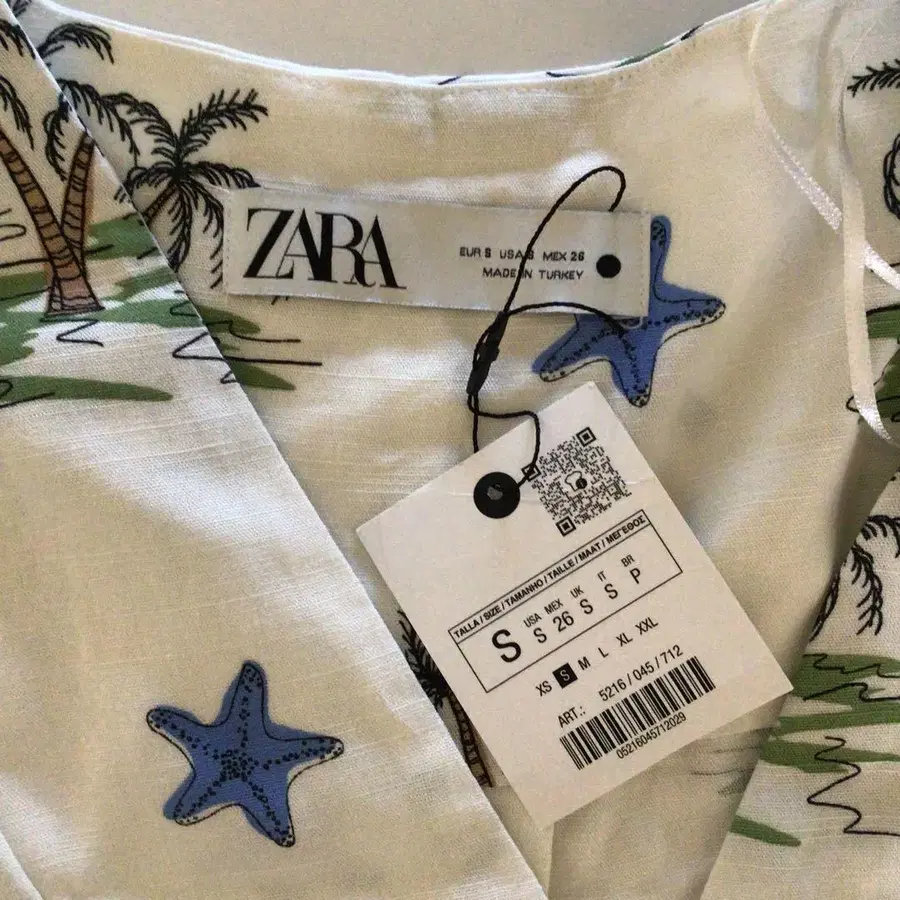 ZARA
EUR S USA S MEX 26
MADE IN TURKEY
TALLA / SIZE / TAMANHO / TAILLE / MAAT / ΜΕΓΕΘΟΣ
USA MEX UK IT BR
S S 26 S S P
XS S M L XL XXL
ART.: 5216 / 045 / 712
05216045712029